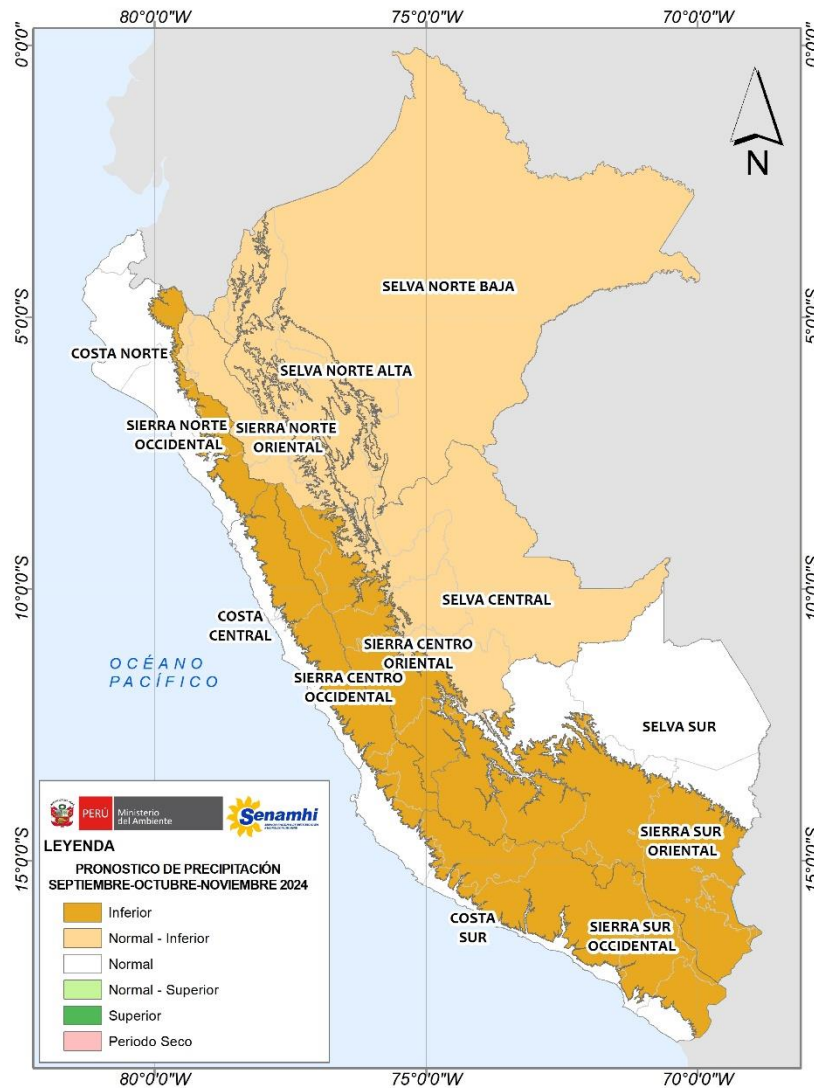 80°0'0"W
75°0'0"W
70°0'0"W
0°0'0"
0°0'0"
N
SELVA NORTE BAJA
5°0'0"S
5°0'0"S
COSTA NORTE
SELVA NORTE ALTA
SIERRA NORTE
OCCIDENTAL
SIERRA NORTE
ORIENTAL
10°0'0"S
10°0'0"S
SELVA CENTRAL
COSTA
CENTRAL
SIERRA CENTRO
ORIENTAL
OCÉANO
PACÍFICO
SIERRA CENTRO
OCCIDENTAL
SELVA SUR
PERÚ
Ministerio
del Ambiente
Senamhi
LEYENDA
PRONOSTICO DE PRECIPITACIÓN
SEPTIEMBRE-OCTUBRE-NOVIEMBRE 2024
Inferior
Normal - Inferior
Normal
Normal - Superior
Superior
Periodo Seco
SIERRA SUR
ORIENTAL
15°0'0"S
15°0'0"S
COSTA
SUR
SIERRA SUR
OCCIDENTAL
80°0'0"W
75°0'0"W
70°0'0"W